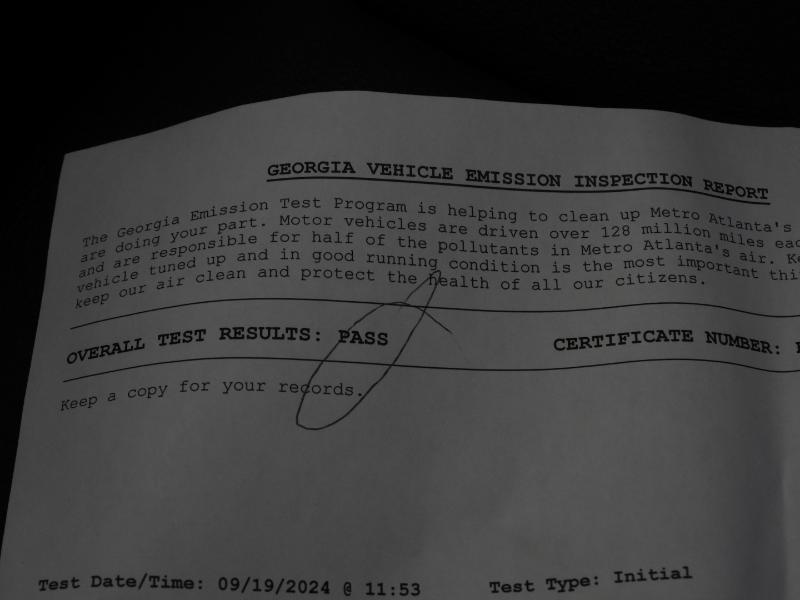 GEORGIA VEHICLE EMISSION INSPECTION REPORT
The Georgia Emission Test Program is helping to clean up Metro Atlanta's
are doing your part. Motor vehicles are driven over 128 million miles
and are responsible for half of the pollutants in Metro Atlanta's air.
vehicle tuned up and in good running condition is the most important
keep our air clean and protect the health of all our citizens.
OVERALL TEST RESULTS: PASS CERTIFICATE NUMBER:
Keep a copy for your records.
Test Date/Time: 09/19/2024 @ 11:53 Test Type: Initial